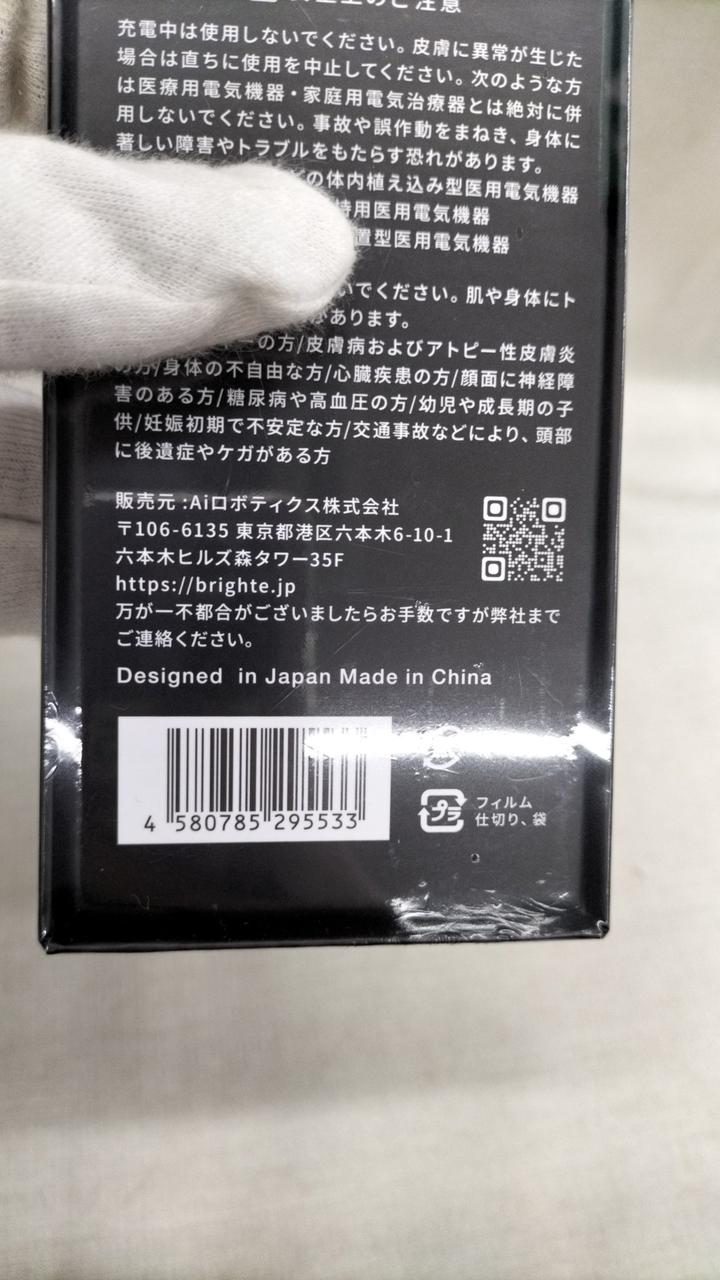 のご注意
充電中は使用しないでください。皮膚に異常が生じた
場合は直ちに使用を中止してください。次のような方
は医療用電気機器・家庭用電気治療器とは絶対に併
用しないでください。事故や誤作動をまねき、身体に
著しい障害やトラブルをもたらす恐れがあります。
の体内植え込み型医用電気機器
用医用電気機器
置型医用電気機器
いでください。肌や身体にト
があります。
ーの方/皮膚病およびアトピー性皮膚炎
の方/身体の不自由な方/心臓疾患の方/顔面に神経障
害のある方/糖尿病や高血圧の方/幼児や成長期の子
供/妊娠初期で不安定な方/交通事故などにより、頭部
に後遺症やケガがある方
販売元:Aiロボティクス株式会社
〒106-6135 東京都港区六本木6-10-1
六本木ヒルズ森タワー35F
https://brighte.jp
万が一不都合がございましたらお手数ですが弊社まで
ご連絡ください。
Designed in Japan Made in China
4 580785 295533
プラ
フィルム
仕切り、袋